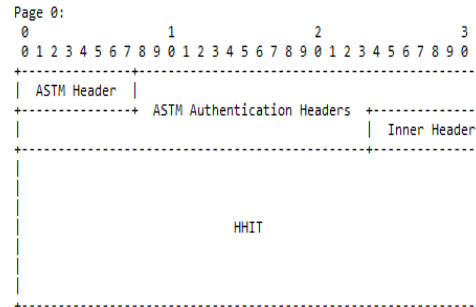 Page 0:
0 1 2 3
0 1 2 3 4 5 6 7 8 9 0 1 2 3 4 5 6 7 8 9 0 1 2 3 4 5 6 7 8 9 0
ASTM Header
ASTM Authentication Headers
Inner Header
HHIT